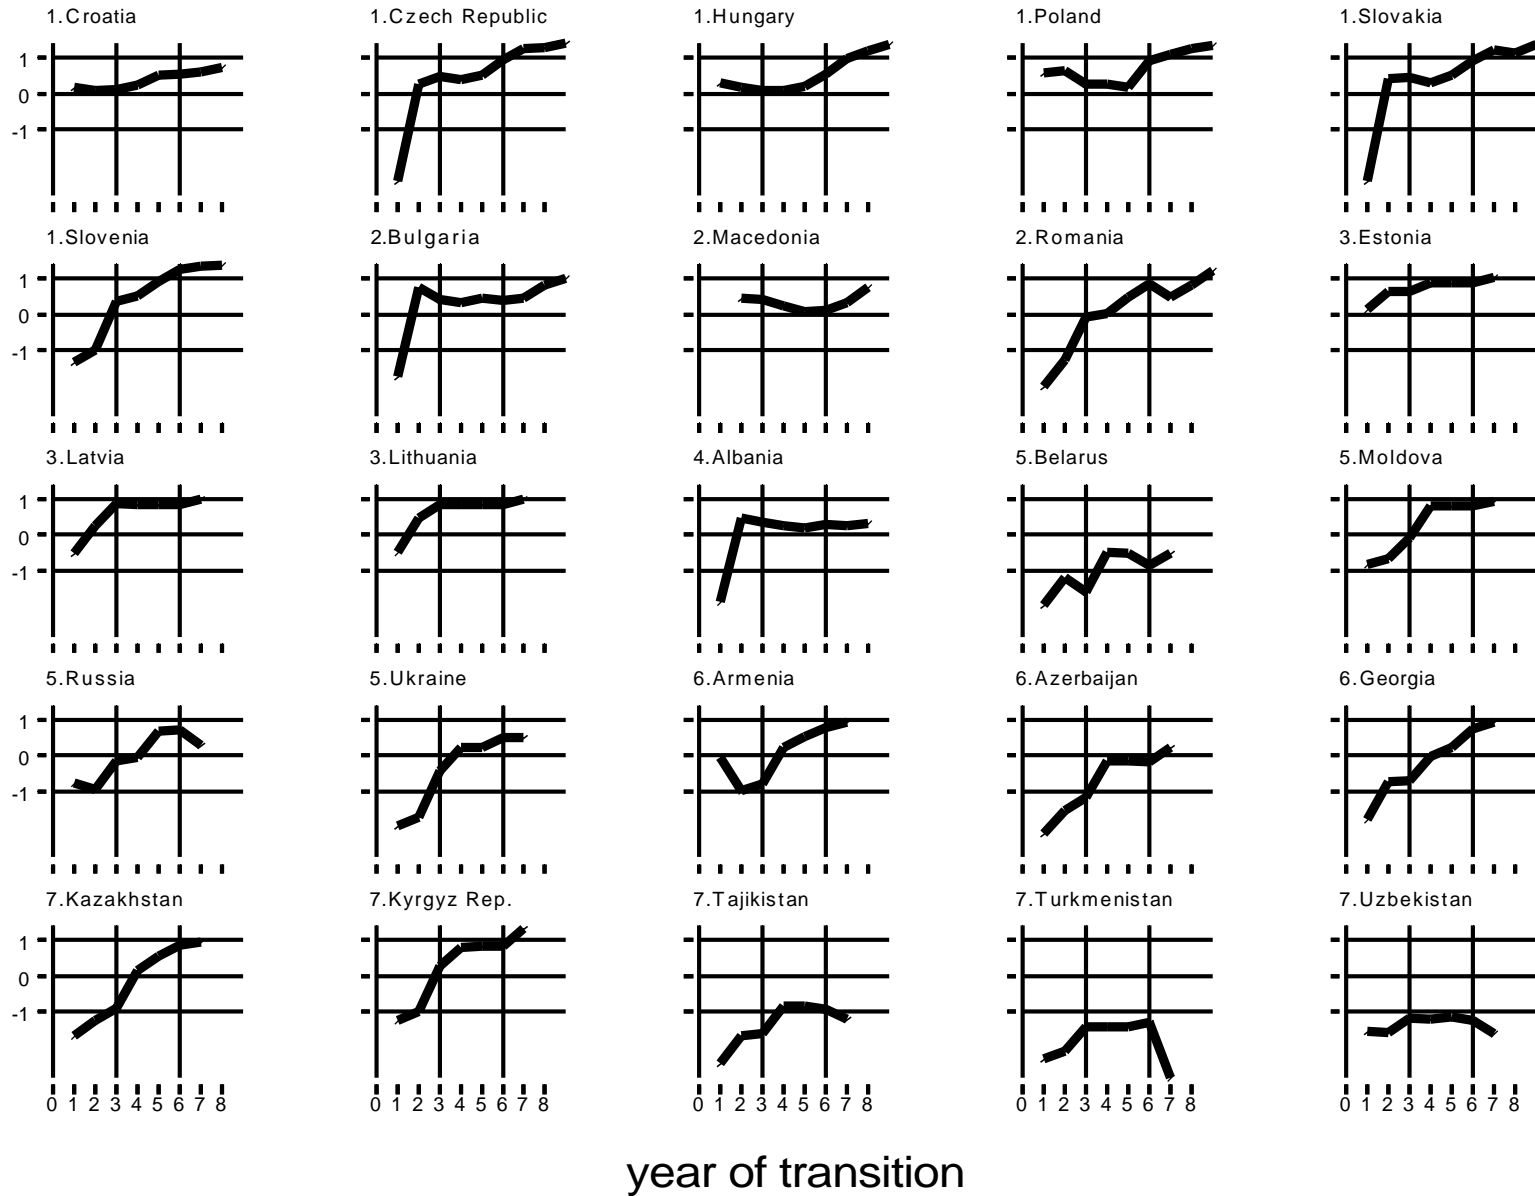 1.Croatia 1.Czech Republic 1.Hungary 1.Poland 1.Slovakia
1
0
-1
1.Slovenia 2.Bulgaria 2.Macedonia 2.Romania 3.Estonia
1
0
-1
3.Latvia 3.Lithuania 4.Albania 5.Belarus 5.Moldova
1
0
-1
5.Russia 5.Ukraine 6.Armenia 6.Azerbaijan 6.Georgia
1
0
-1
7.Kazakhstan 7.Kyrgyz Rep. 7.Tajikistan 7.Turkmenistan 7.Uzbekistan
1
0
-1
0 1 2 3 4 5 6 7 8 0 1 2 3 4 5 6 7 8 0 1 2 3 4 5 6 7 8 0 1 2 3 4 5 6 7 8 0 1 2 3 4 5 6 7 8
year of transition